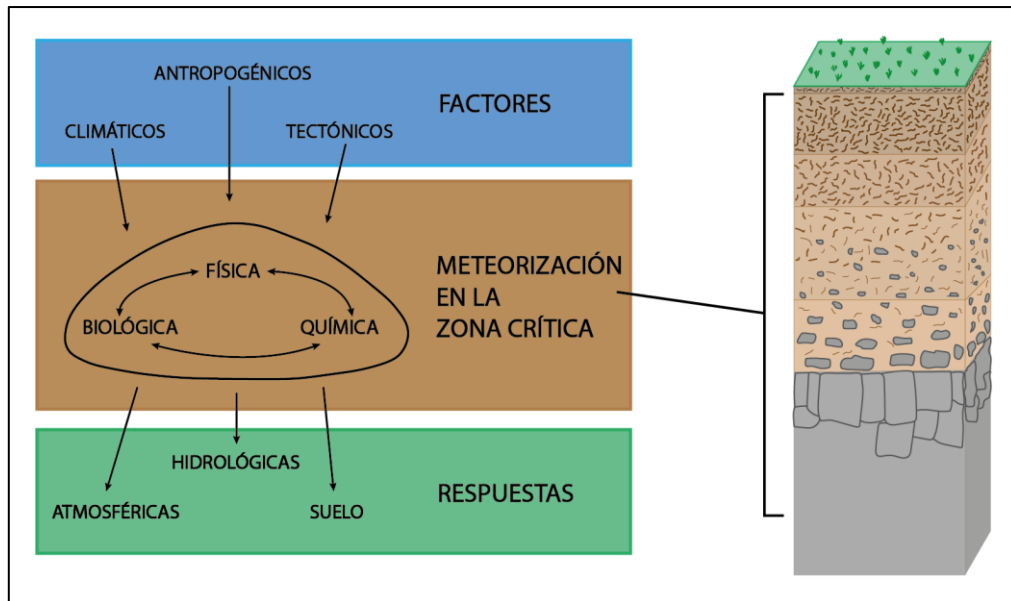 ANTROPOGÉNICOS
FACTORES
CLIMÁTICOS
TECTÓNICOS
FÍSICA
BIOLÓGICA
QUÍMICA
METEORIZACIÓN
EN LA
ZONA CRÍTICA
HIDROLÓGICAS
ATMOSFÉRICAS
SUELO
RESPUESTAS